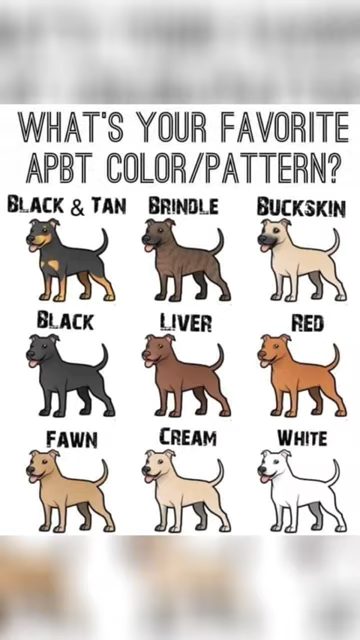 WHAT'S YOUR FAVORITE
APBT COLOR/PATTERN?
BLACK & TAN BRINDLE BUCKSKIN
BLACK LIVER RED
FAWN CREAM WHITE